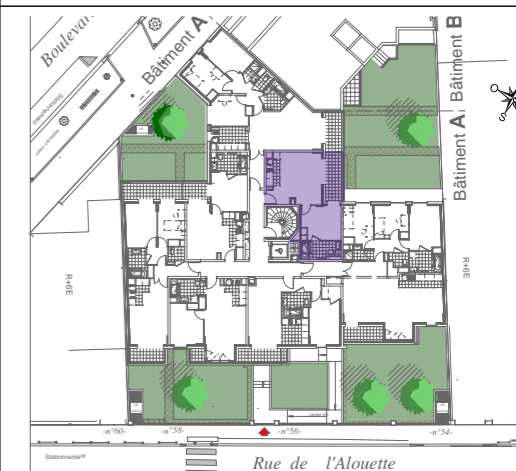 Boulevard
Bâtiment A
Bâtiment B
Bâtiment A
S
R+6E
R+6E
-n°60-
-n°58-
-n°56-
-n°54-
Stationnement
Rue de l'Alouette